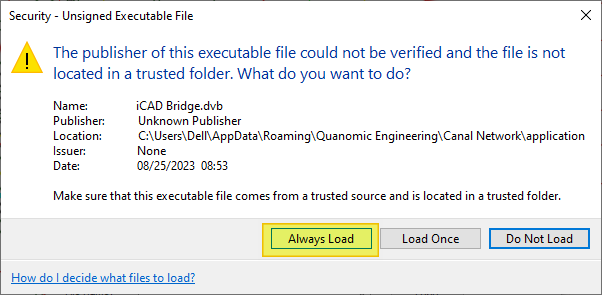 Security - Unsigned Executable File
The publisher of this executable file could not be verified and the file is not
located in a trusted folder. What do you want to do?
Name: iCAD Bridge.dvb
Publisher: Unknown Publisher
Location: C:\Users\Dell\AppData\Roaming\Quanomic Engineering\Canal Network\application
Issuer: None
Date: 08/25/2023 08:53
Make sure that this executable file comes from a trusted source and is located in a trusted folder.
Always Load Load Once Do Not Load
How do I decide what files to load?